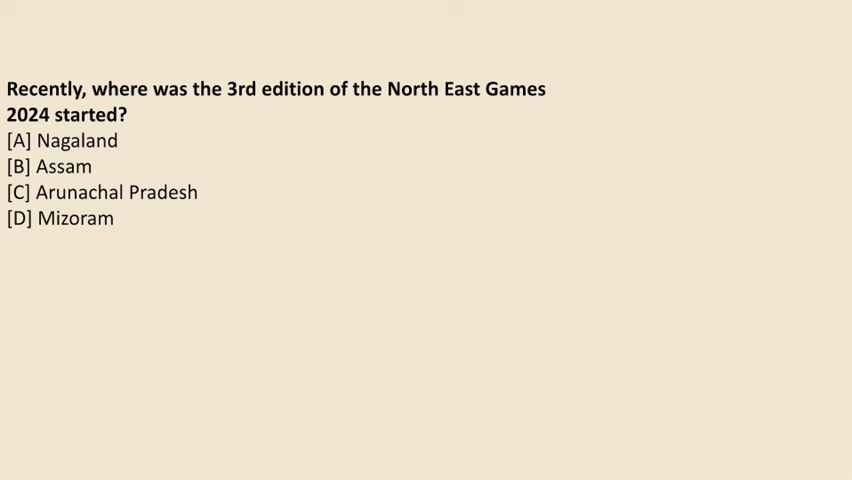 Recently, where was the 3rd edition of the North East Games
2024 started?
[A] Nagaland
[B] Assam
[C] Arunachal Pradesh
[D] Mizoram